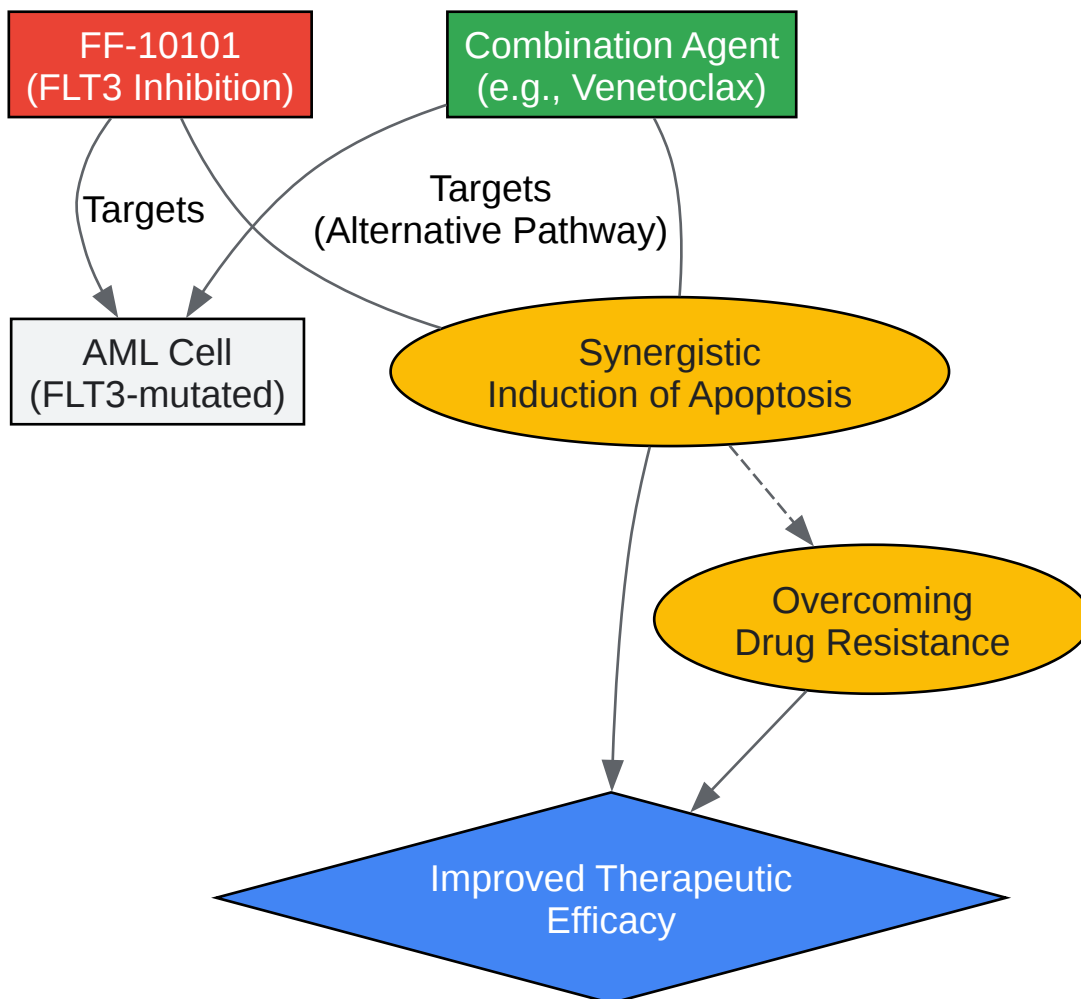 FF-10101
(FLT3 Inhibition)
Combination Agent
(e.g., Venetoclax)
Targets
Targets
(Alternative Pathway)
AML Cell
(FLT3-mutated)
Synergistic
Induction of Apoptosis
Overcoming
Drug Resistance
Improved Therapeutic
Efficacy